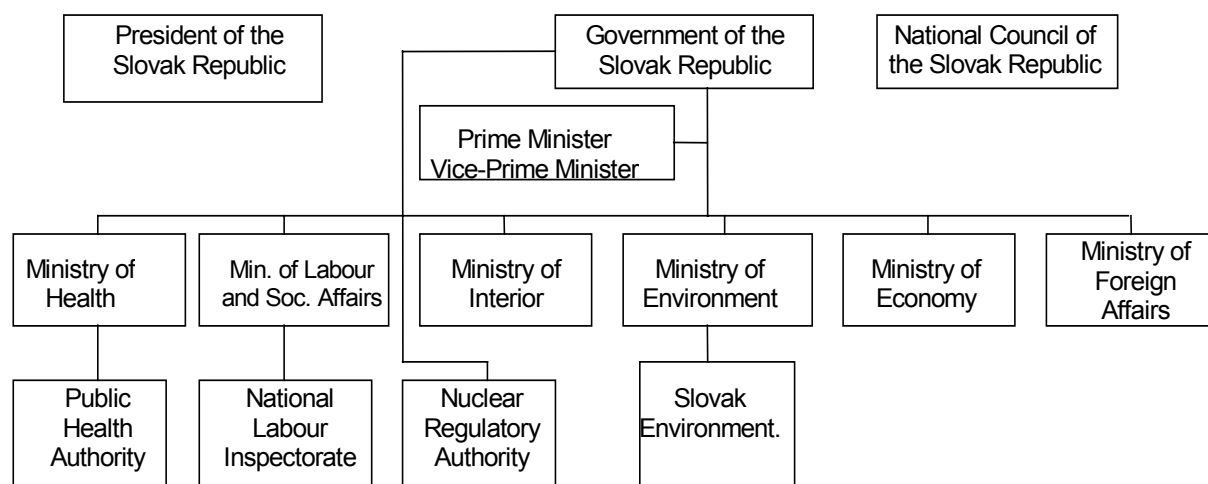 President of the
Slovak Republic
Government of the
Slovak Republic
National Council of
the Slovak Republic
Prime Minister
Vice-Prime Minister
Ministry of
Health
Min. of Labour
and Soc. Affairs
Ministry of
Interior
Ministry of
Environment
Ministry of
Economy
Ministry of
Foreign
Affairs
Public
Health
Authority
National
Labour
Inspectorate
Nuclear
Regulatory
Authority
Slovak
Environment.